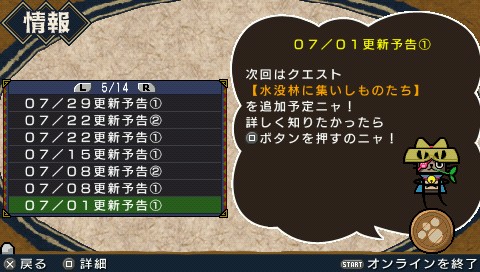 情報
L 5/14 R
07/29更新予告①
07/22更新予告②
07/22更新予告①
07/15更新予告①
07/08更新予告②
07/08更新予告①
07/01更新予告①
07/01更新予告①
次回はクエスト
【水没林に集いしものたち】
を追加予定ニャ!
詳しく知りたかったら
□ボタンを押すのニャ!
×戻る □詳細
START オンラインを終了